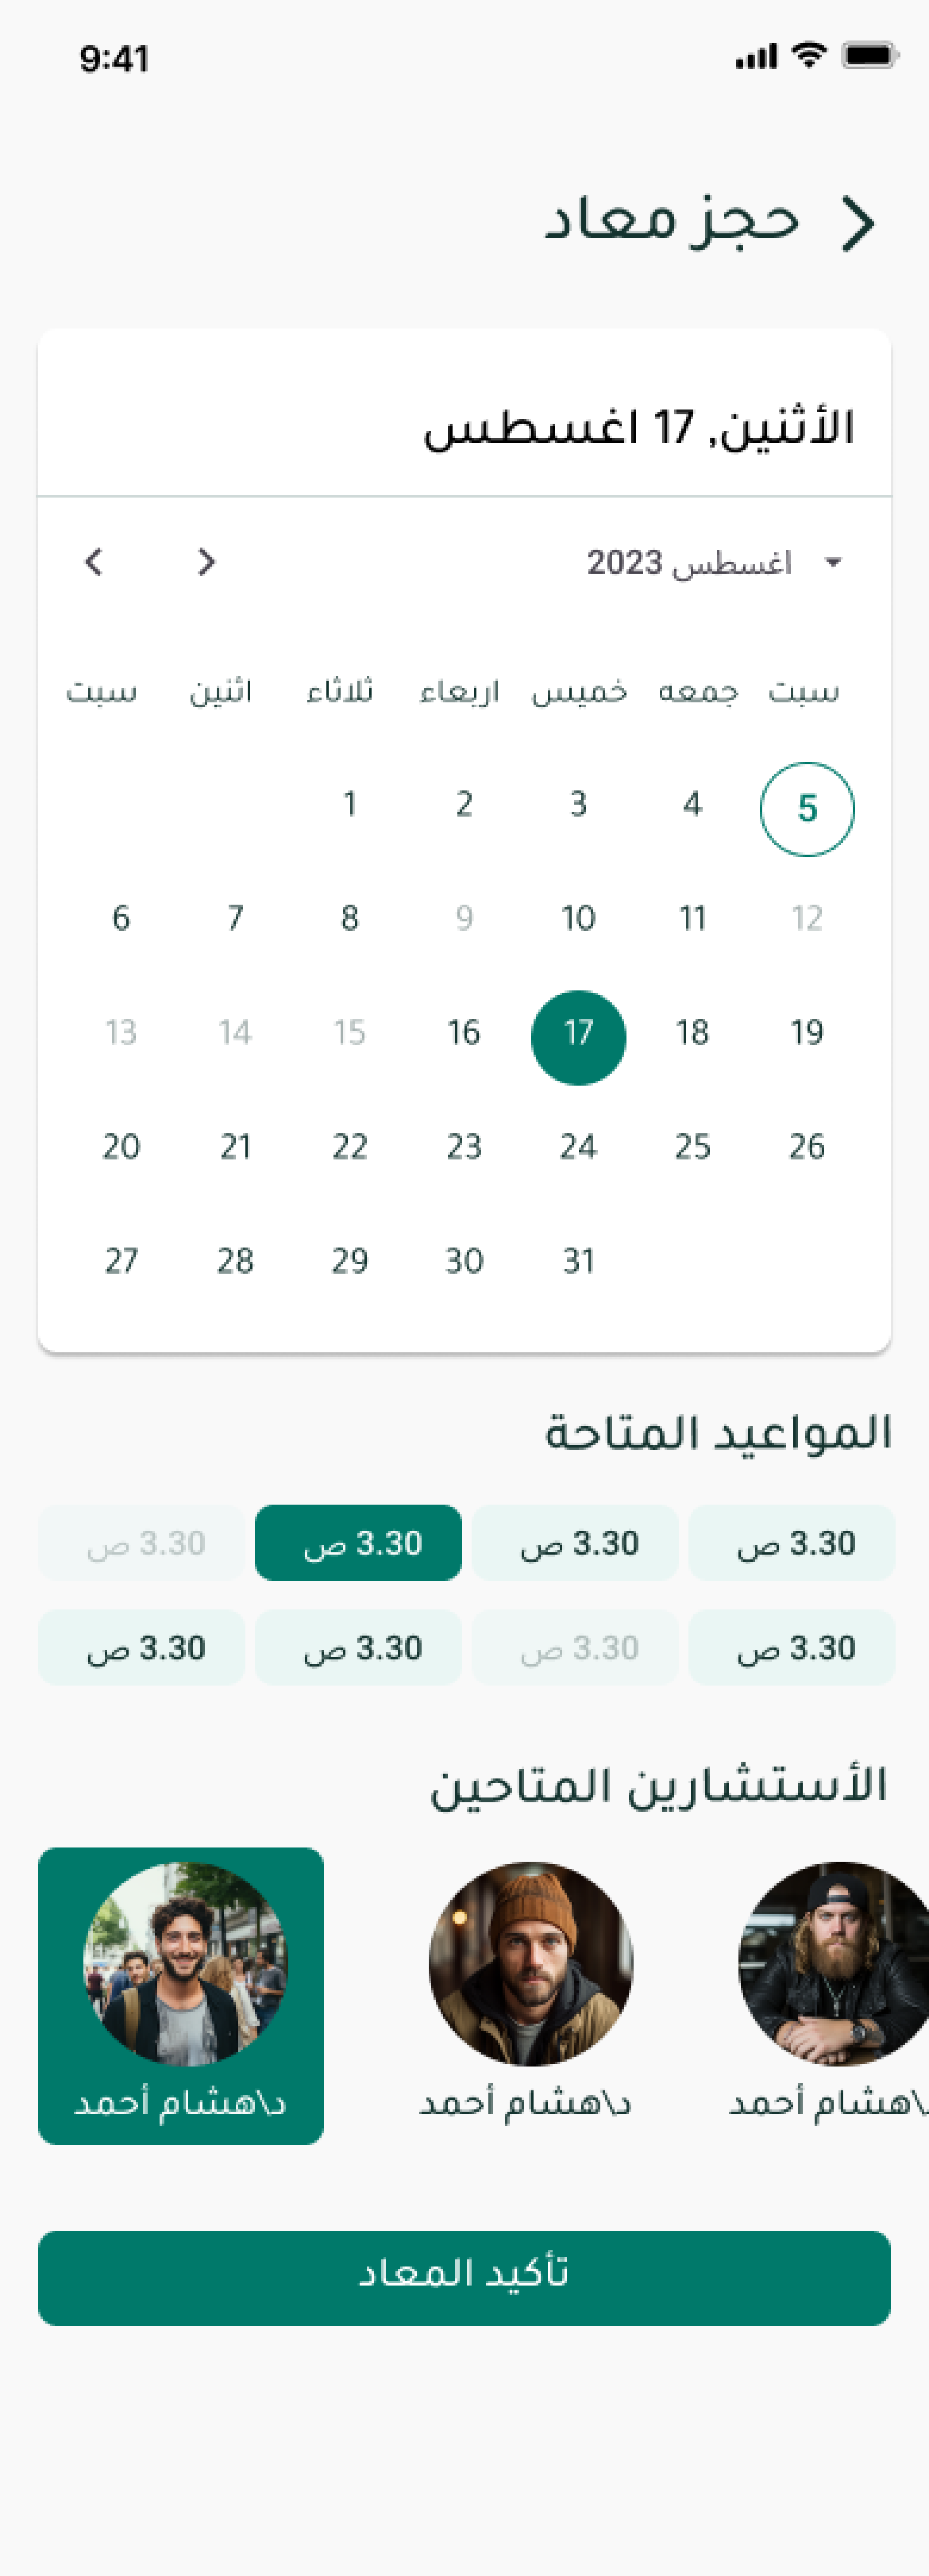 9:41
حجز معاد
الأثنين, 17 اغسطس
اغسطس 2023
سبت جمعه خميس اربعاء ثلاثاء اثنين سبت
5 4 3 2 1
12 11 10 9 8 7 6
19 18 17 16 15 14 13
26 25 24 23 22 21 20
31 30 29 28 27
المواعيد المتاحة
3.30 ص 3.30 ص 3.30 ص 3.30 ص
3.30 ص 3.30 ص 3.30 ص 3.30 ص
الأستشارين المتاحين
د\هشام أحمد د\هشام أحمد د\هشام أحمد
تأكيد المعاد